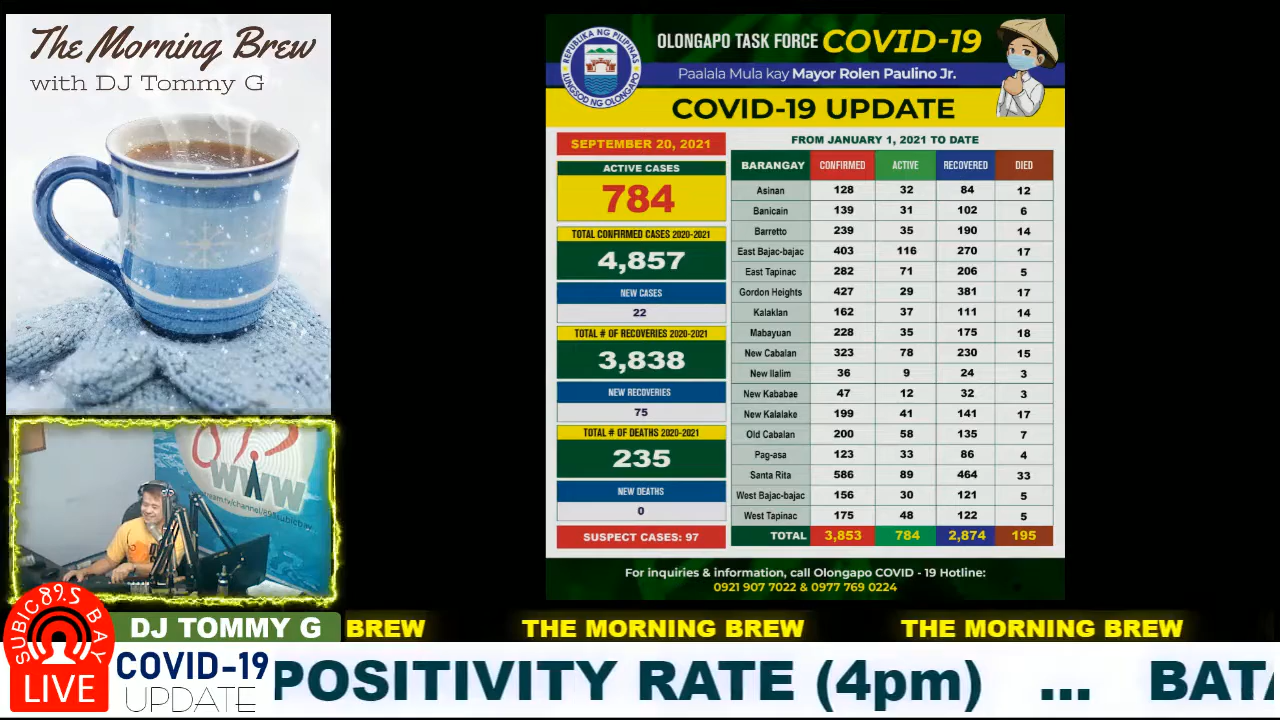 The Morning Brew
with DJ Tommy G
REPUBLIKA NG PILIPINAS
LUNGSOD NG OLONGAPO
OLONGAPO TASK FORCE COVID-19
Paalala Mula kay Mayor Rolen Paulino Jr.
COVID-19 UPDATE
SEPTEMBER 20, 2021
ACTIVE CASES
784
TOTAL CONFIRMED CASES 2020-2021
4,857
NEW CASES
22
TOTAL # OF RECOVERIES 2020-2021
3,838
NEW RECOVERIES
75
TOTAL # OF DEATHS 2020-2021
235
NEW DEATHS
0
SUSPECT CASES: 97
FROM JANUARY 1, 2021 TO DATE
BARANGAY CONFIRMED ACTIVE RECOVERED DIED
Asinan 128 32 84 12
Banicain 139 31 102 6
Barretto 239 35 190 14
East Bajac-bajac 403 116 270 17
East Tapinac 282 71 206 5
Gordon Heights 427 29 381 17
Kalaklan 162 37 111 14
Mabayuan 228 35 175 18
New Cabalan 323 78 230 15
New Ilalim 36 9 24 3
New Kababae 47 12 32 3
New Kalalake 199 41 141 17
Old Cabalan 200 58 135 7
Pag-asa 123 33 86 4
Santa Rita 586 89 464 33
West Bajac-bajac 156 30 121 5
West Tapinac 175 48 122 5
TOTAL 3,853 784 2,874 195
For inquiries & information, call Olongapo COVID - 19 Hotline:
0921 907 7022 & 0977 769 0224
WWW
SUBIC 89.5 BAY
LIVE
DJ TOMMY G
BREW THE MORNING BREW THE MORNING BREW
COVID-19
UPDATE
POSITIVITY RATE (4pm) ... BATA